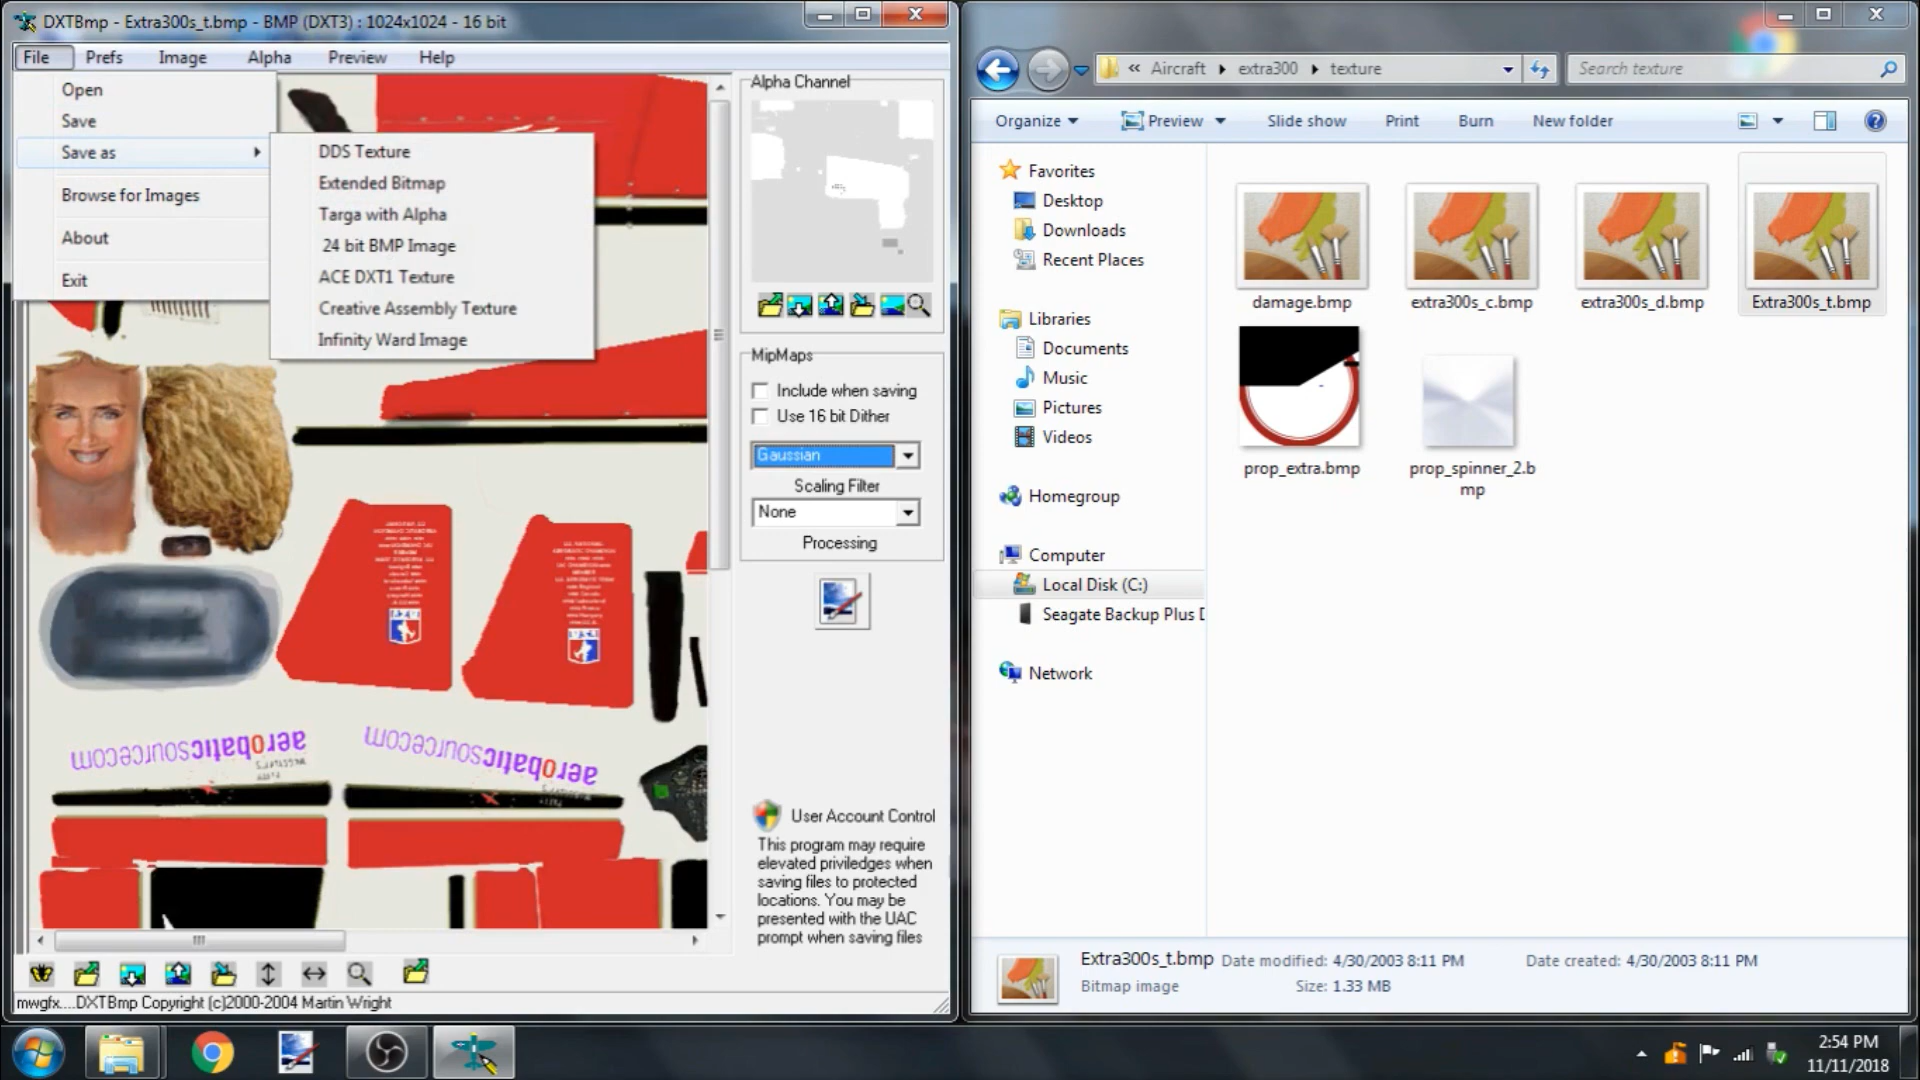 DXTBmp - Extra300s_t.bmp - BMP (DXT3) : 1024x1024 - 16 bit
File Prefs Image Alpha Preview Help
Open
Save
Save as
Browse for Images
About
Exit
DDS Texture
Extended Bitmap
Targa with Alpha
24 bit BMP Image
ACE DXT1 Texture
Creative Assembly Texture
Infinity Ward Image
aerobaticsourcecom
aerobaticsourcecom
Alpha Channel
MipMaps
Include when saving
Use 16 bit Dither
Gaussian
Scaling Filter
None
Processing
User Account Control
This program may require
elevated priviledges when
saving files to protected
locations. You may be
presented with the UAC
prompt when saving files
mwgfx....DXTBmp Copyright (c)2000-2004 Martin Wright
« Aircraft extra300 texture
Search texture
Organize Preview Slide show Print Burn New folder
Favorites
Desktop
Downloads
Recent Places
Libraries
Documents
Music
Pictures
Videos
Homegroup
Computer
Local Disk (C:)
Seagate Backup Plus D
Network
damage.bmp
extra300s_c.bmp
extra300s_d.bmp
Extra300s_t.bmp
prop_extra.bmp
prop_spinner_2.b
mp
Extra300s_t.bmp Date modified: 4/30/2003 8:11 PM Date created: 4/30/2003 8:11 PM
Bitmap image Size: 1.33 MB
2:54 PM
11/11/2018